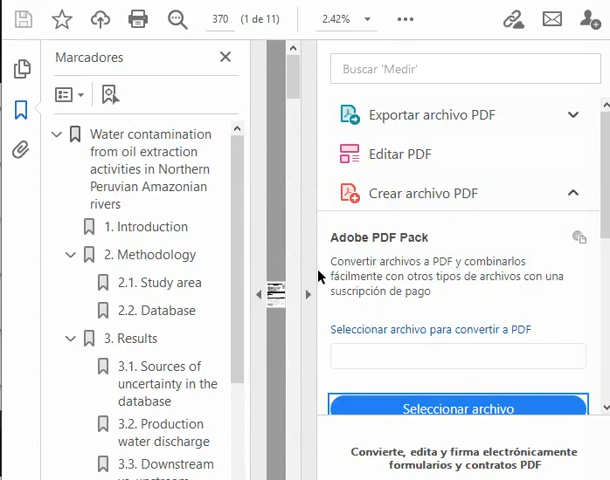 370 (1 de 11) 2.42%
Marcadores
Water contamination
from oil extraction
activities in Northern
Peruvian Amazonian
rivers
1. Introduction
2. Methodology
2.1. Study area
2.2. Database
3. Results
3.1. Sources of
uncertainty in the
database
3.2. Production
water discharge
3.3. Downstream
vs. upstream
Buscar 'Medir'
Exportar archivo PDF
Editar PDF
Crear archivo PDF
Adobe PDF Pack
Convertir archivos a PDF y combinarlos
fácilmente con otros tipos de archivos con una
suscripción de pago
Seleccionar archivo para convertir a PDF
Seleccionar archivo
Convierte, edita y firma electrónicamente
formularios y contratos PDF